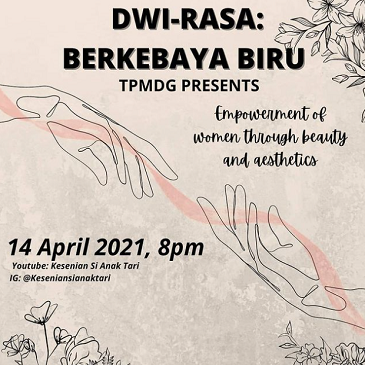 DWI-RASA:
BERKEBAYA BIRU
TPMDG PRESENTS
Empowerment of
women through beauty
and aesthetics
14 April 2021, 8pm
Youtube: Kesenian Si Anak Tari
IG: @Keseniansianaktari